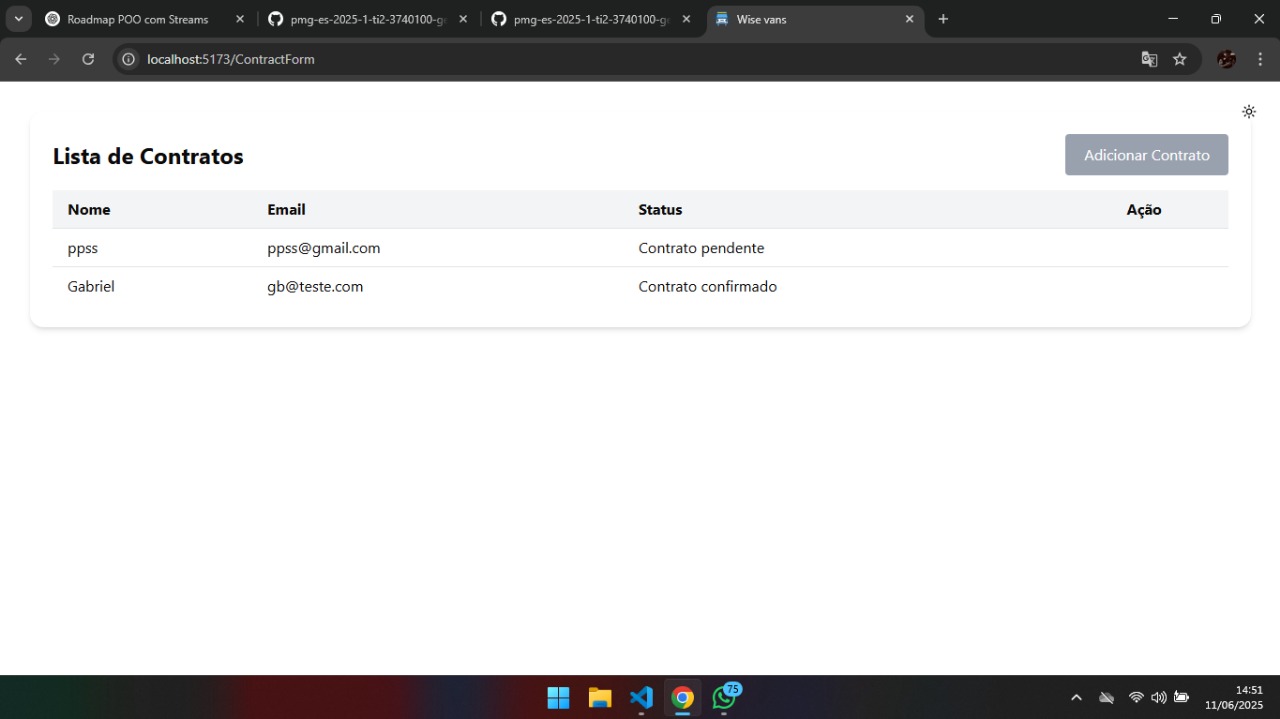 Roadmap POO com Streams
pmg-es-2025-1-ti2-3740100-ge
pmg-es-2025-1-ti2-3740100-ge
Wise vans
localhost:5173/ContractForm
Lista de Contratos
Adicionar Contrato
Nome Email Status Ação
ppss ppss@gmail.com Contrato pendente
Gabriel gb@teste.com Contrato confirmado
75
14:51
11/06/2025